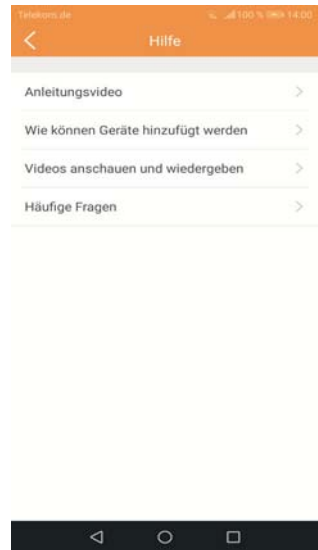 Telekom.de 100 % 14:00
Hilfe
Anleitungsvideo
Wie können Geräte hinzufügt werden
Videos anschauen und wiedergeben
Häufige Fragen